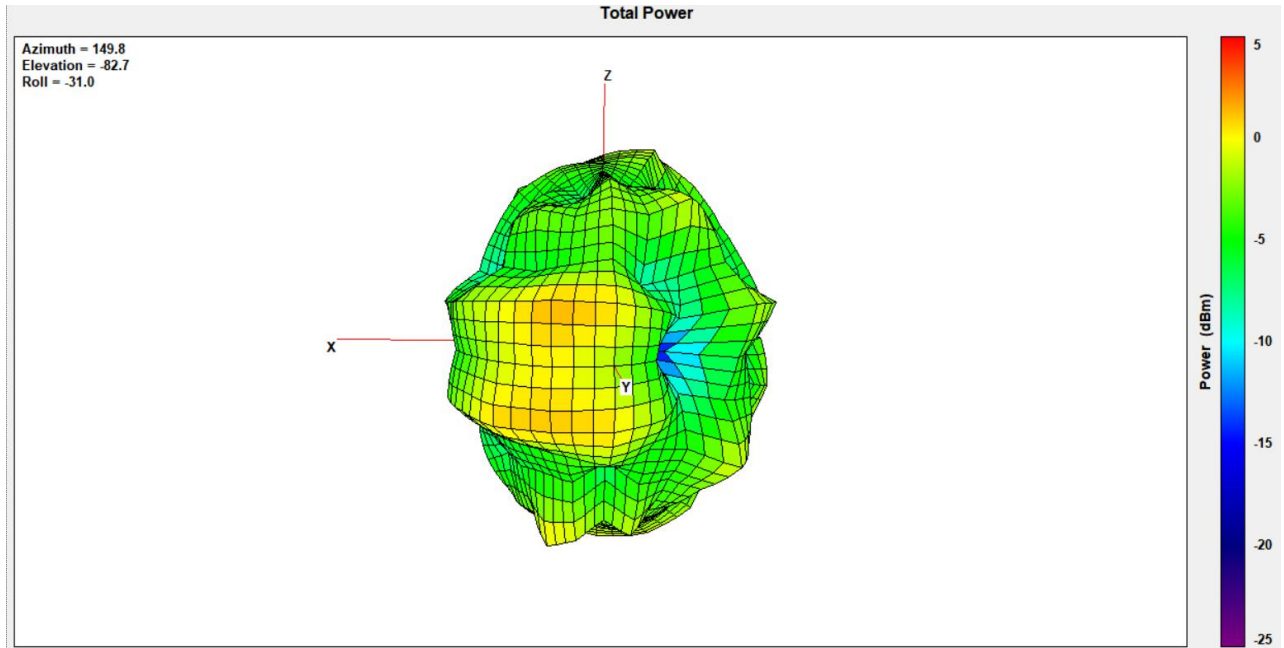 Total Power
Azimuth = 149.8
Elevation = -82.7
Roll = -31.0
Z
X
Y
5
0
-5
-10
-15
-20
-25
Power (dBm)